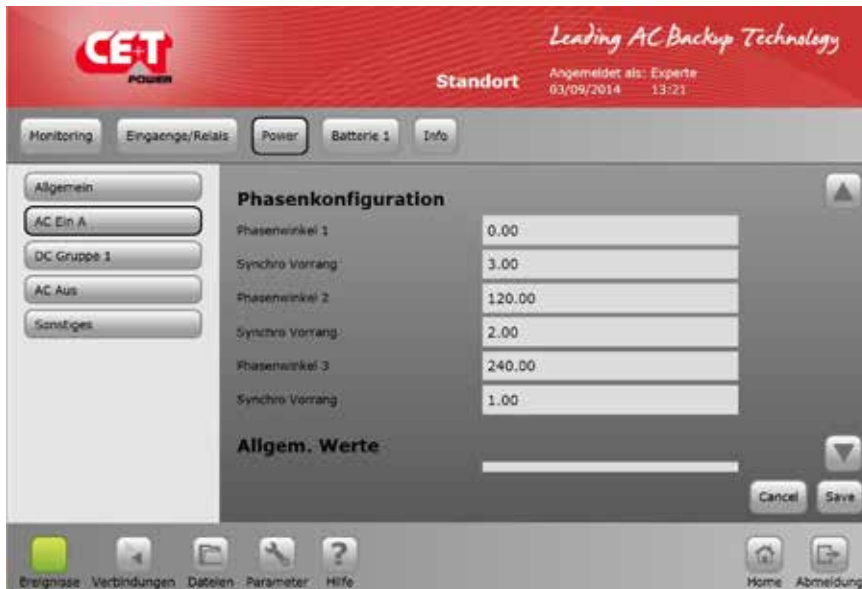 CE+T
POWER
Leading AC Backup Technology
Standort
Angemeldet als: Experte
03/09/2014 13:21
Monitoring Eingaenge/Relais Power Batterie 1 Info
Allgemein
AC Ein A
DC Gruppe 1
AC Aus
Sonstiges
Phasenkonfiguration
Phasenwinkel 1 0.00
Synchro Vorrang 3.00
Phasenwinkel 2 120.00
Synchro Vorrang 2.00
Phasenwinkel 3 240.00
Synchro Vorrang 1.00
Allgem. Werte
Cancel Save
Ereignisse Verbindungen Dateien Parameter Hilfe Home Abmeldung